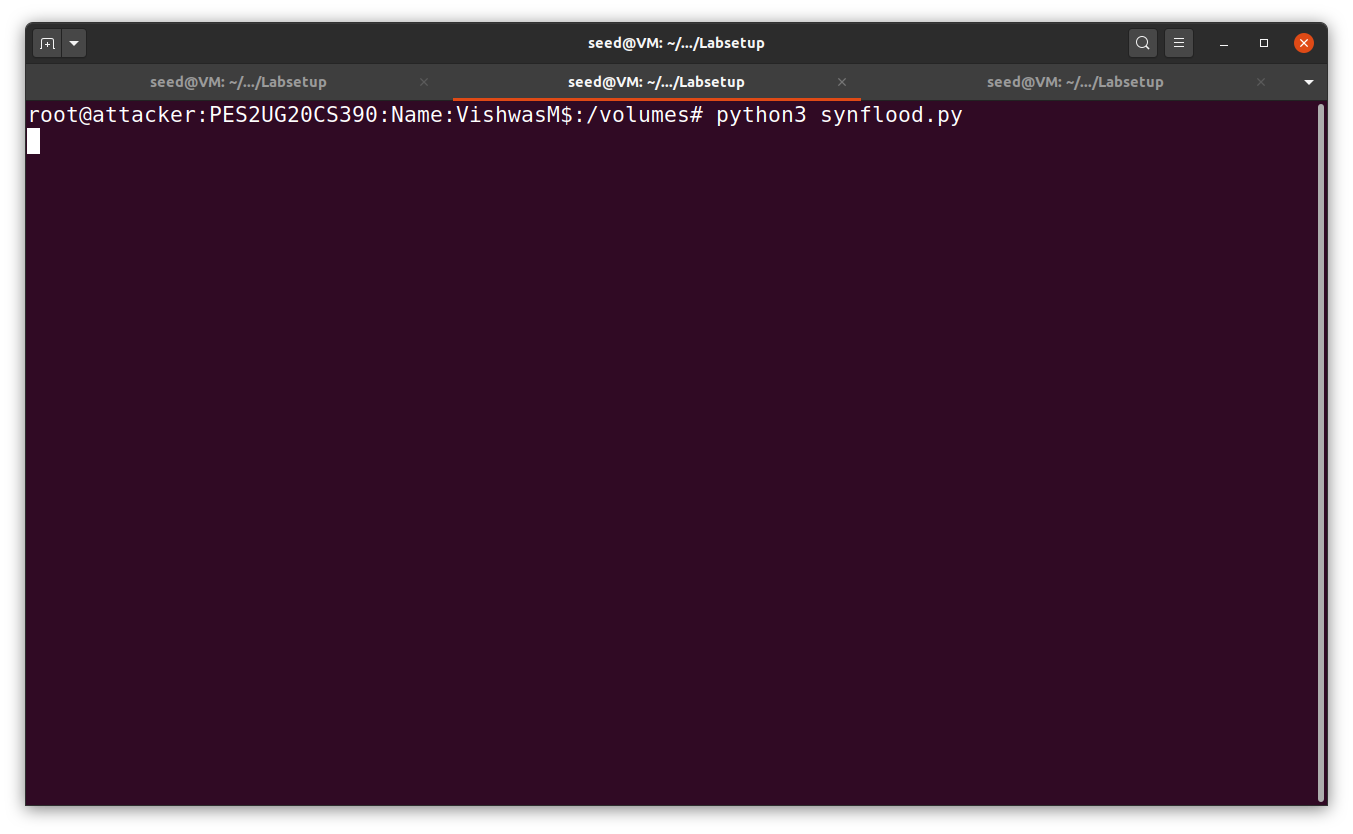 seed@VM: ~/.../Labsetup
seed@VM: ~/.../Labsetup seed@VM: ~/.../Labsetup seed@VM: ~/.../Labsetup
root@attacker:PES2UG20CS390:Name:VishwasM$:/volumes# python3 synflood.py